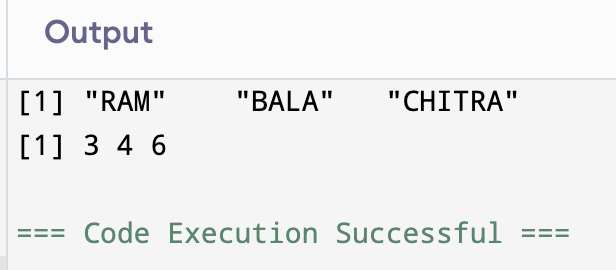 Output
[1] "RAM"    "BALA"   "CHITRA"
[1] 3 4 6
=== Code Execution Successful ===